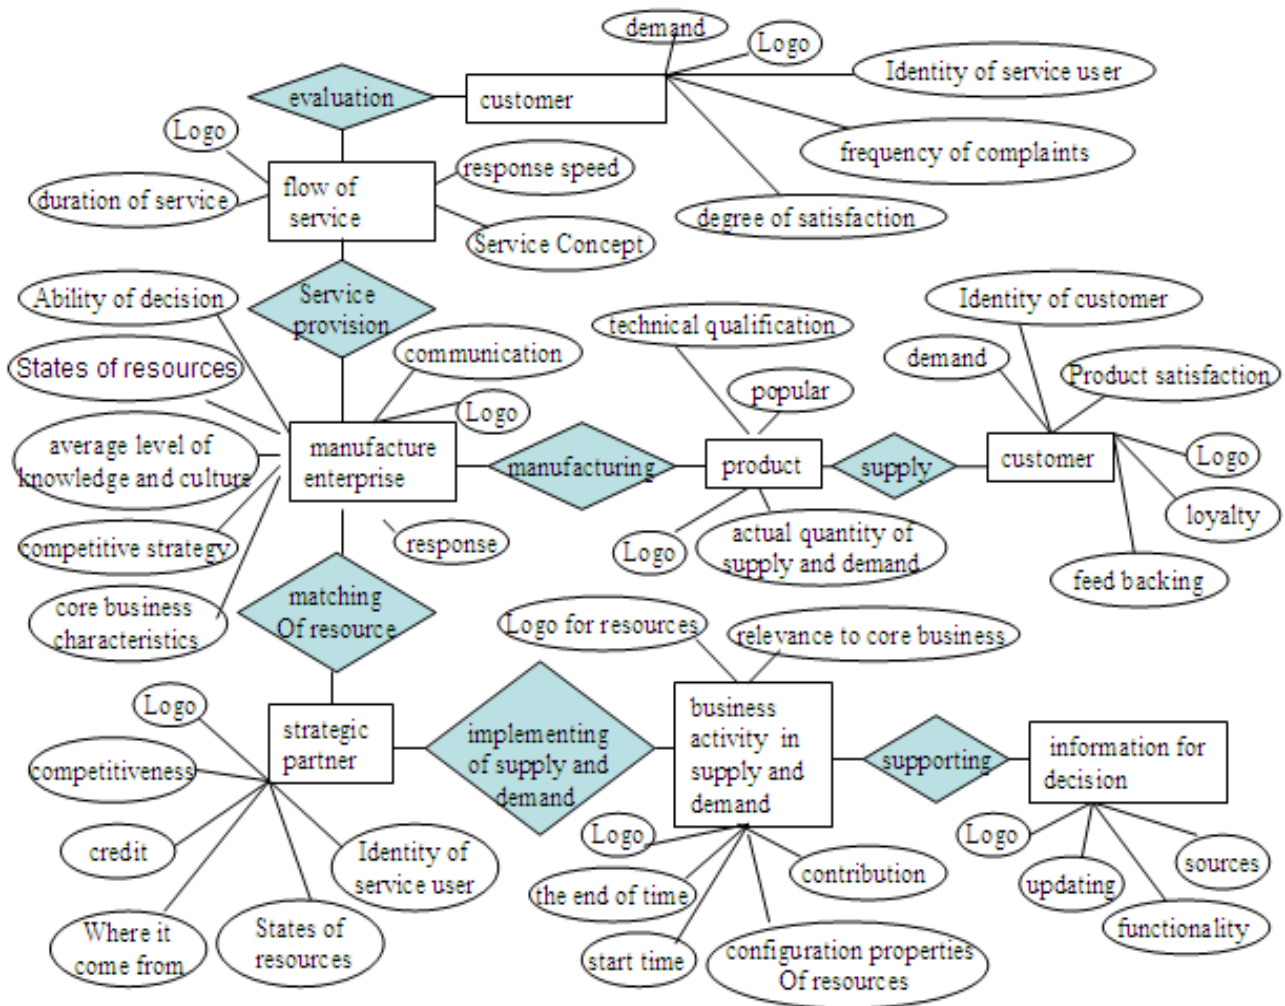 demand
Logo
Identity of service user
evaluation
customer
Logo
frequency of complaints
response speed
flow of
service
duration of service
degree of satisfaction
Service Concept
Ability of decision
Service
provision
Identity of customer
technical qualification
communication
demand
States of resources
Product satisfaction
popular
Logo
average level of
knowledge and culture
manufacture
enterprise
manufacturing
product
supply
customer
Logo
loyalty
competitive strategy
response
Logo
actual quantity of
supply and demand
feed backing
core business
characteristics
matching
Of resource
Logo for resources
relevance to core business
Logo
strategic
partner
implementing
of supply and
demand
business
activity in
supply and
demand
supporting
information for
decision
competitiveness
Logo
Logo
credit
Identity of
service user
contribution
sources
the end of time
updating
Where it
come from
States of
resources
start time
configuration properties
Of resources
functionality